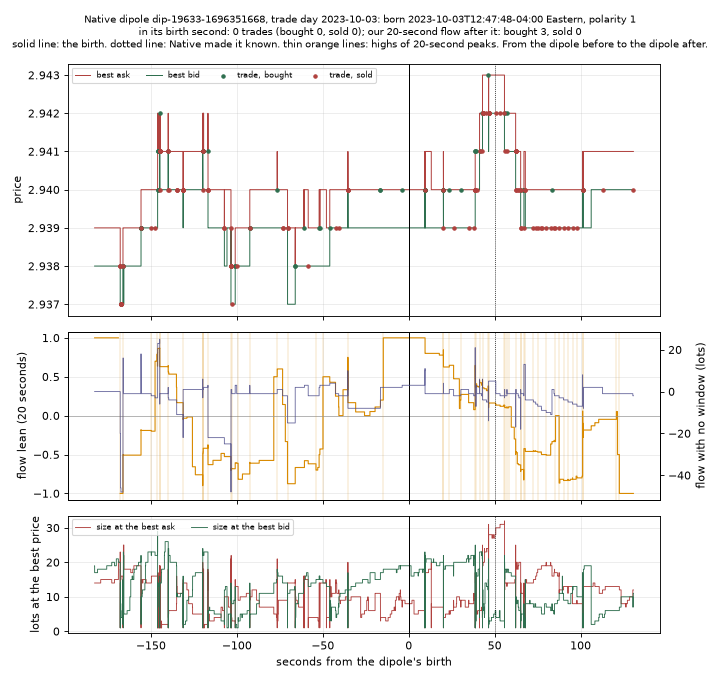 Native dipole dip-19633-1696351668, trade day 2023-10-03: born 2023-10-03T12:47:48-04:00 Eastern, polarity 1
in its birth second: 0 trades (bought 0, sold 0); our 20-second flow after it: bought 3, sold 0
solid line: the birth. dotted line: Native made it known. thin orange lines: highs of 20-second peaks. From the dipole before to the dipole after.
best ask
best bid
trade, bought
trade, sold
2.943
2.942
2.941
2.940
2.939
2.938
2.937
price
1.0
0.5
0.0
−0.5
−1.0
flow lean (20 seconds)
20
0
−20
−40
flow with no window (lots)
size at the best ask
size at the best bid
30
20
10
0
lots at the best price
−150
−100
−50
0
50
100
seconds from the dipole's birth